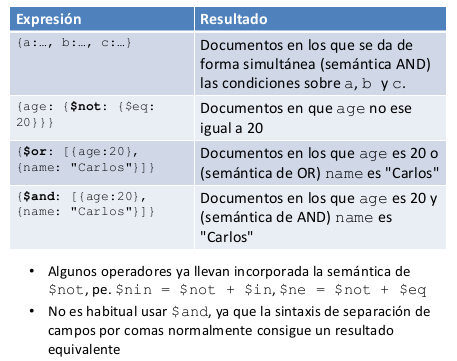 Expresión Resultado
{a:…, b:…, c:…} Documentos en los que se da de
forma simultánea (semántica AND)
las condiciones sobre a, b y c.
{age: {$not: {$eq: Documentos en que age no ese
20}}} igual a 20
{$or: [{age:20}, Documentos en los que age es 20 o
{name: "Carlos"}]} (semántica de OR) name es "Carlos"
{$and: [{age:20}, Documentos en los que age es 20 y
{name: "Carlos"}]} (semántica de AND) name es
"Carlos"
• Algunos operadores ya llevan incorporada la semántica de
$not, pe. $nin = $not + $in, $ne = $not + $eq
• No es habitual usar $and, ya que la sintaxis de separación de
campos por comas normalmente consigue un resultado
equivalente